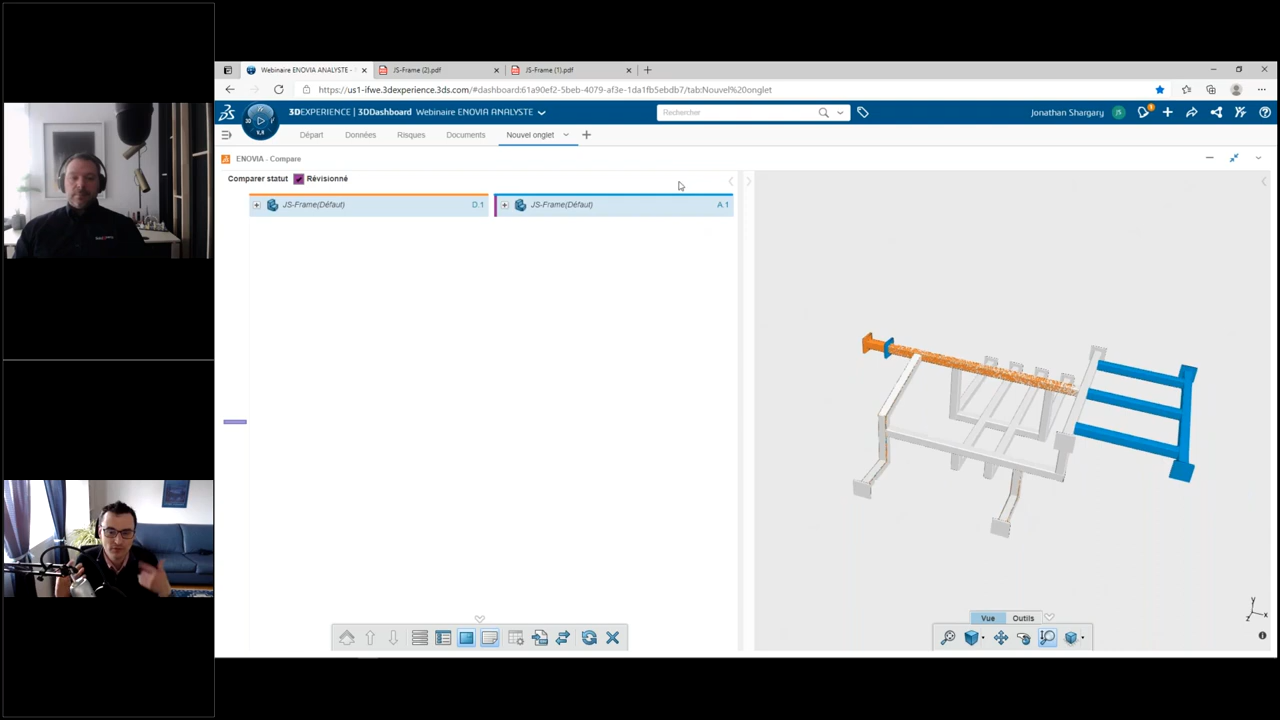 Webinaire ENOVIA ANALYSTE -
JS-Frame (2).pdf
JS-Frame (1).pdf
https://us1-ifwe.3dexperience.3ds.com/#dashboard:61a90ef2-5beb-4079-af3e-1da1fb5ebdb7/tab:Nouvel%20onglet
3DEXPERIENCE | 3DDashboard Webinaire ENOVIA ANALYSTE
Rechercher
Jonathan Shargary
JS
Départ
Données
Risques
Documents
Nouvel onglet
ENOVIA - Compare
Comparer statut
Révisionné
JS-Frame(Défaut) D.1
JS-Frame(Défaut) A.1
Vue
Outils
y
z
x